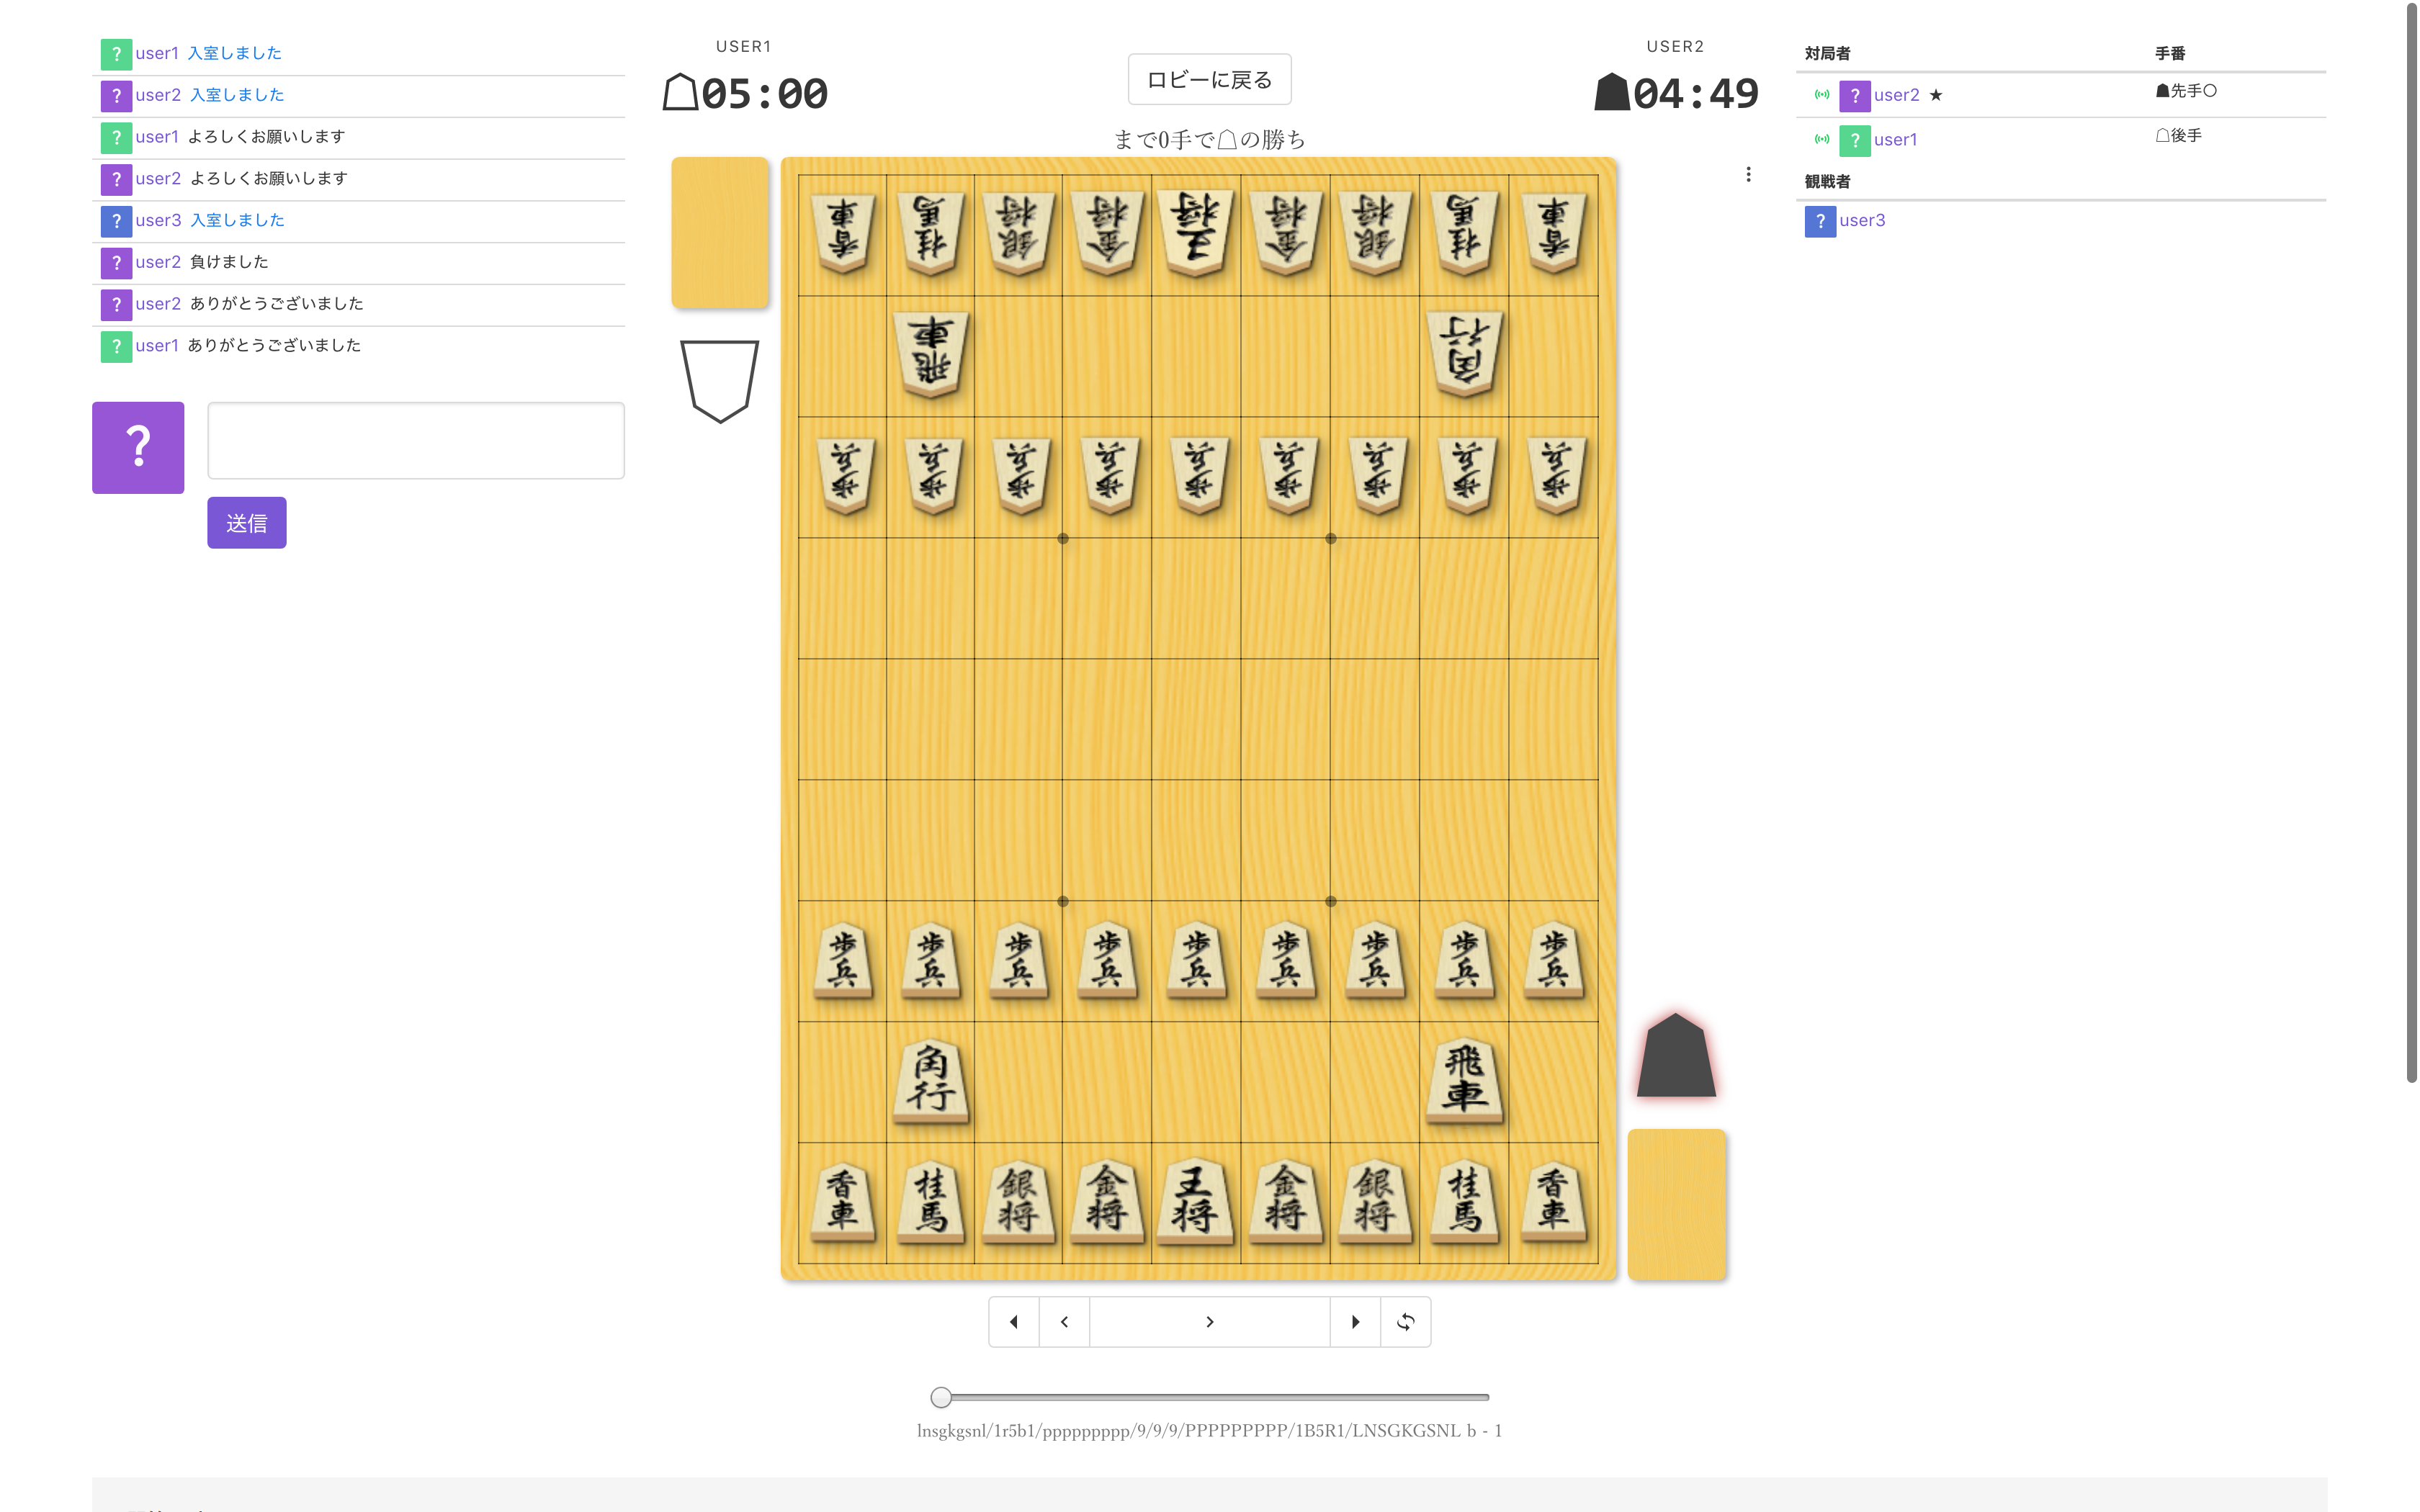 ? user1 入室しました
? user2 入室しました
? user1 よろしくお願いします
? user2 よろしくお願いします
? user3 入室しました
? user2 負けました
? user2 ありがとうございました
? user1 ありがとうございました
?
送信
USER1
☖05:00
ロビーに戻る
USER2
☗04:49
まで0手で☖の勝ち
香車 桂馬 銀将 金将 王将 金将 銀将 桂馬 香車
飛車 角行
歩兵 歩兵 歩兵 歩兵 歩兵 歩兵 歩兵 歩兵 歩兵
歩兵 歩兵 歩兵 歩兵 歩兵 歩兵 歩兵 歩兵 歩兵
角行 飛車
香車 桂馬 銀将 金将 王将 金将 銀将 桂馬 香車
lnsgkgsnl/1r5b1/ppppppppp/9/9/9/PPPPPPPPP/1B5R1/LNSGKGSNL b - 1
対局者 手番
? user2 ★ ☗先手○
? user1 ☖後手
観戦者
? user3